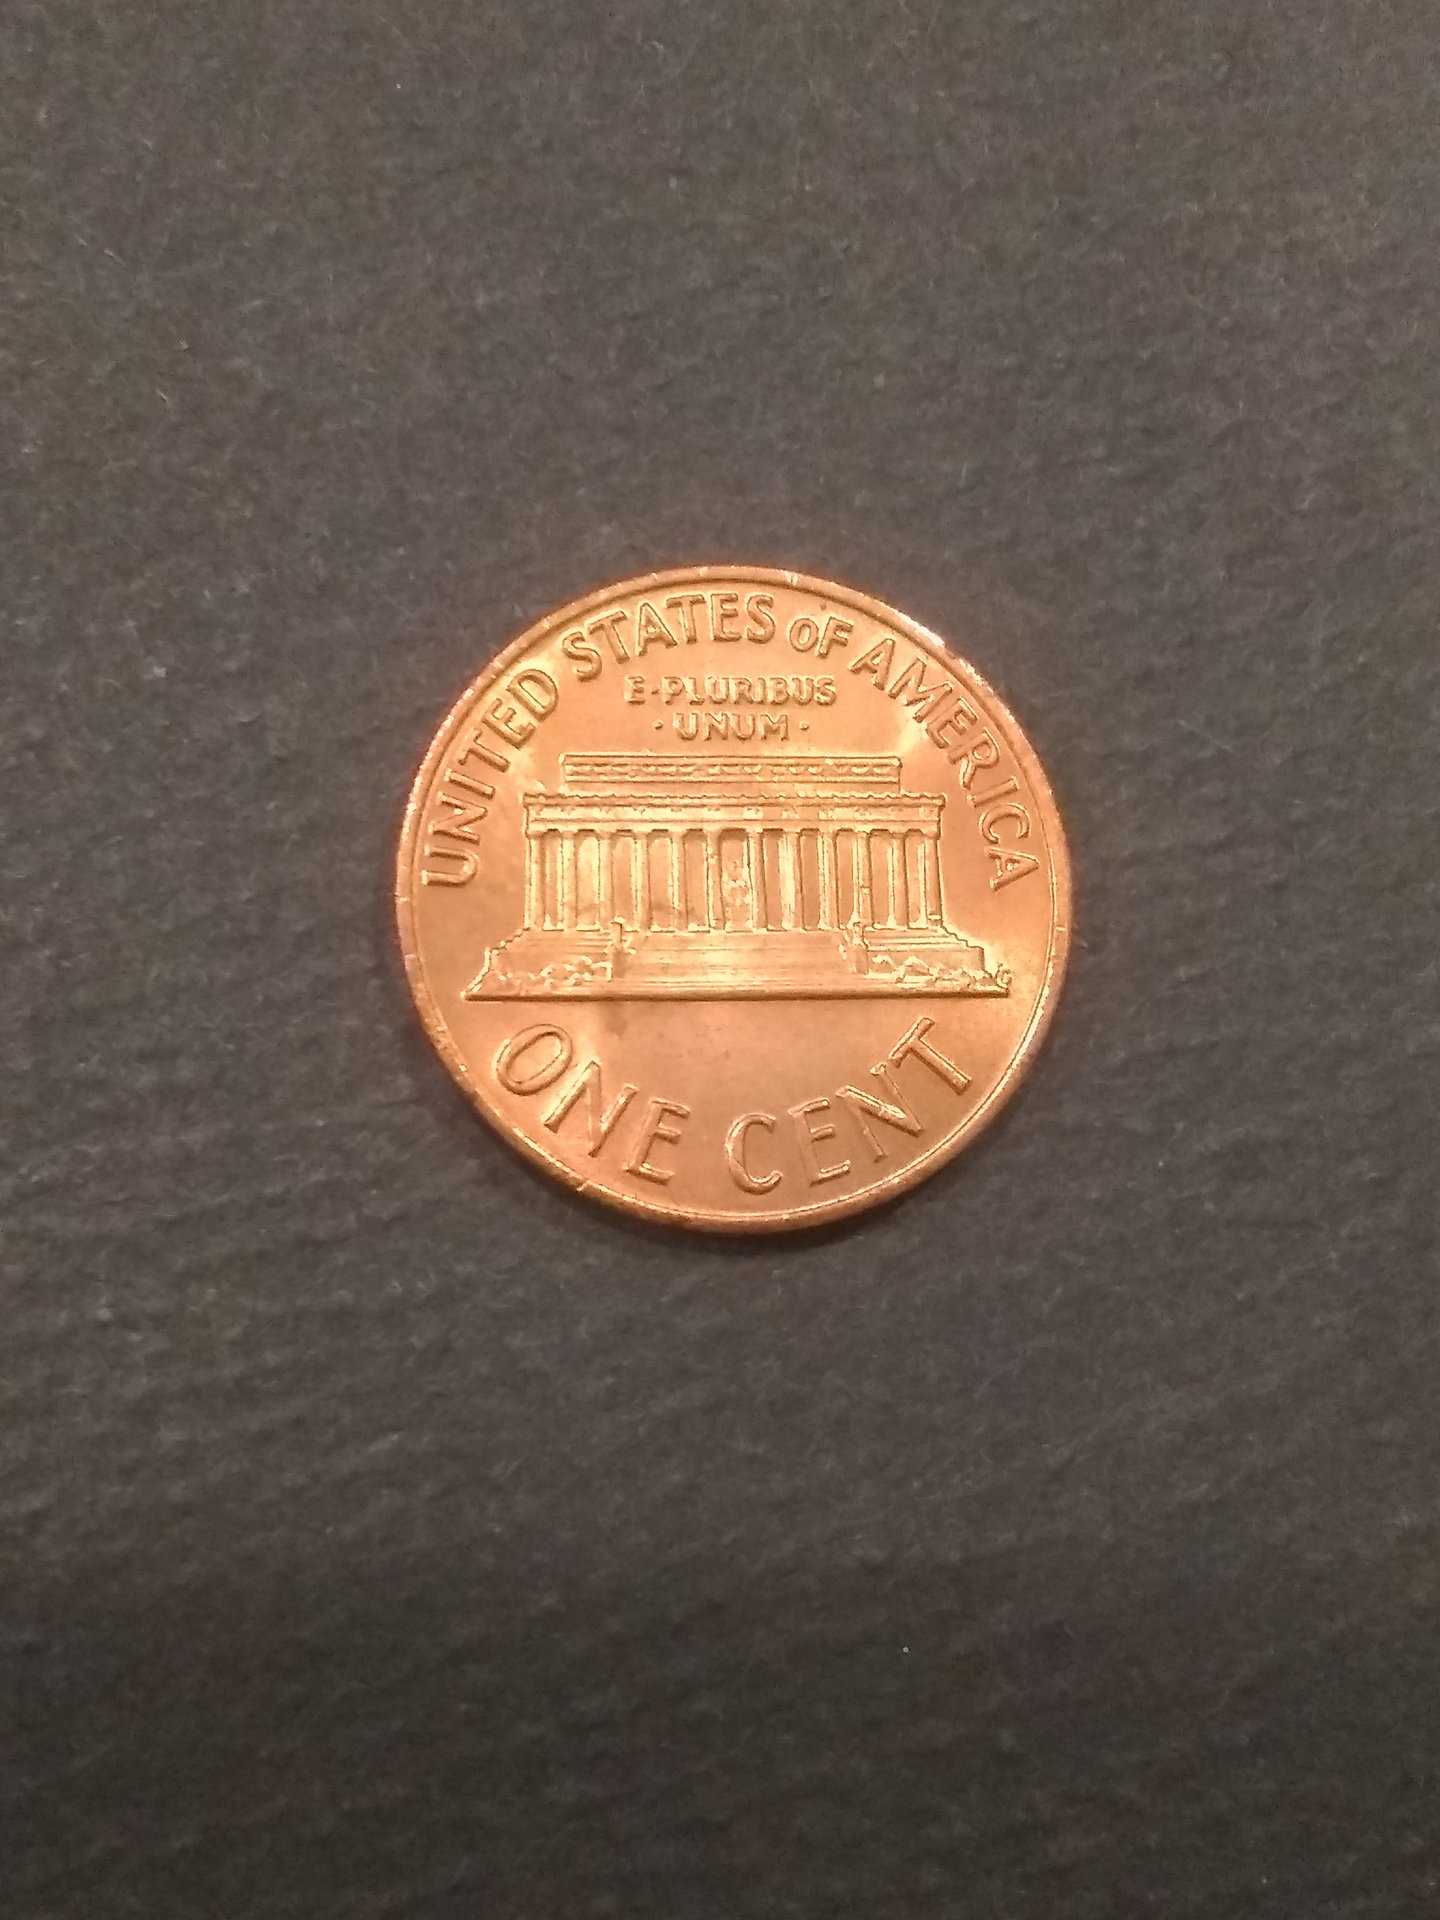 UNITED STATES oF AMERICA
E·PLURIBUS
·UNUM·
ONE CENT